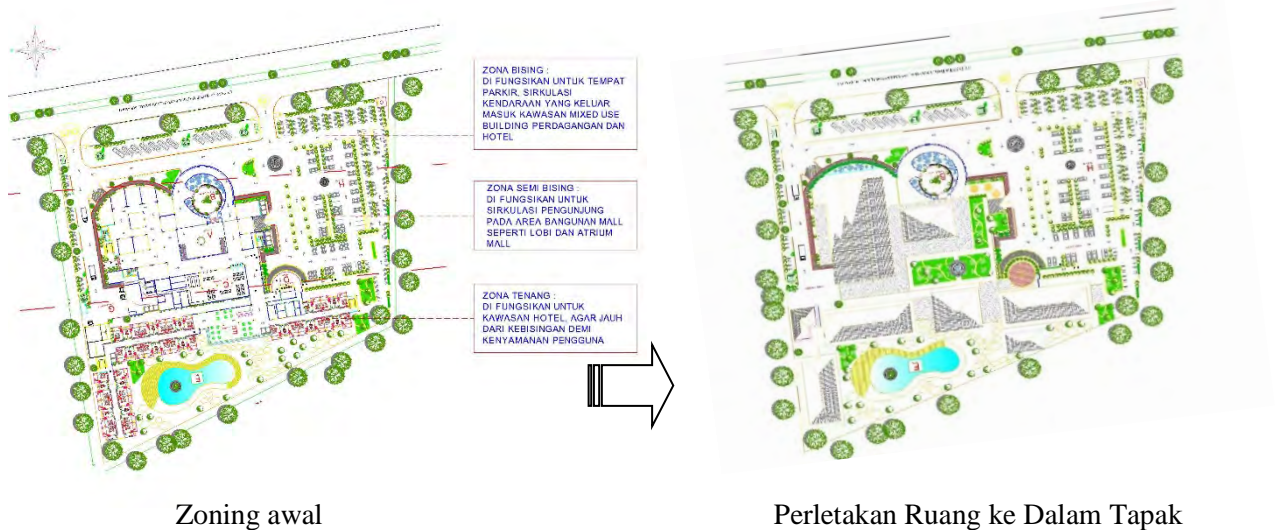 ZONA BISING :
DI FUNGSIKAN UNTUK TEMPAT
PARKIR, SIRKULASI
KENDARAAN YANG KELUAR
MASUK KAWASAN MIXED USE
BUILDING PERDAGANGAN DAN
HOTEL
ZONA SEMI BISING :
DI FUNGSIKAN UNTUK
SIRKULASI PENGUNJUNG
PADA AREA BANGUNAN MALL
SEPERTI LOBI DAN ATRIUM
MALL
ZONA TENANG :
DI FUNGSIKAN UNTUK
KAWASAN HOTEL, AGAR JAUH
DARI KEBISINGAN DEMI
KENYAMANAN PENGGUNA
Zoning awal
Perletakan Ruang ke Dalam Tapak